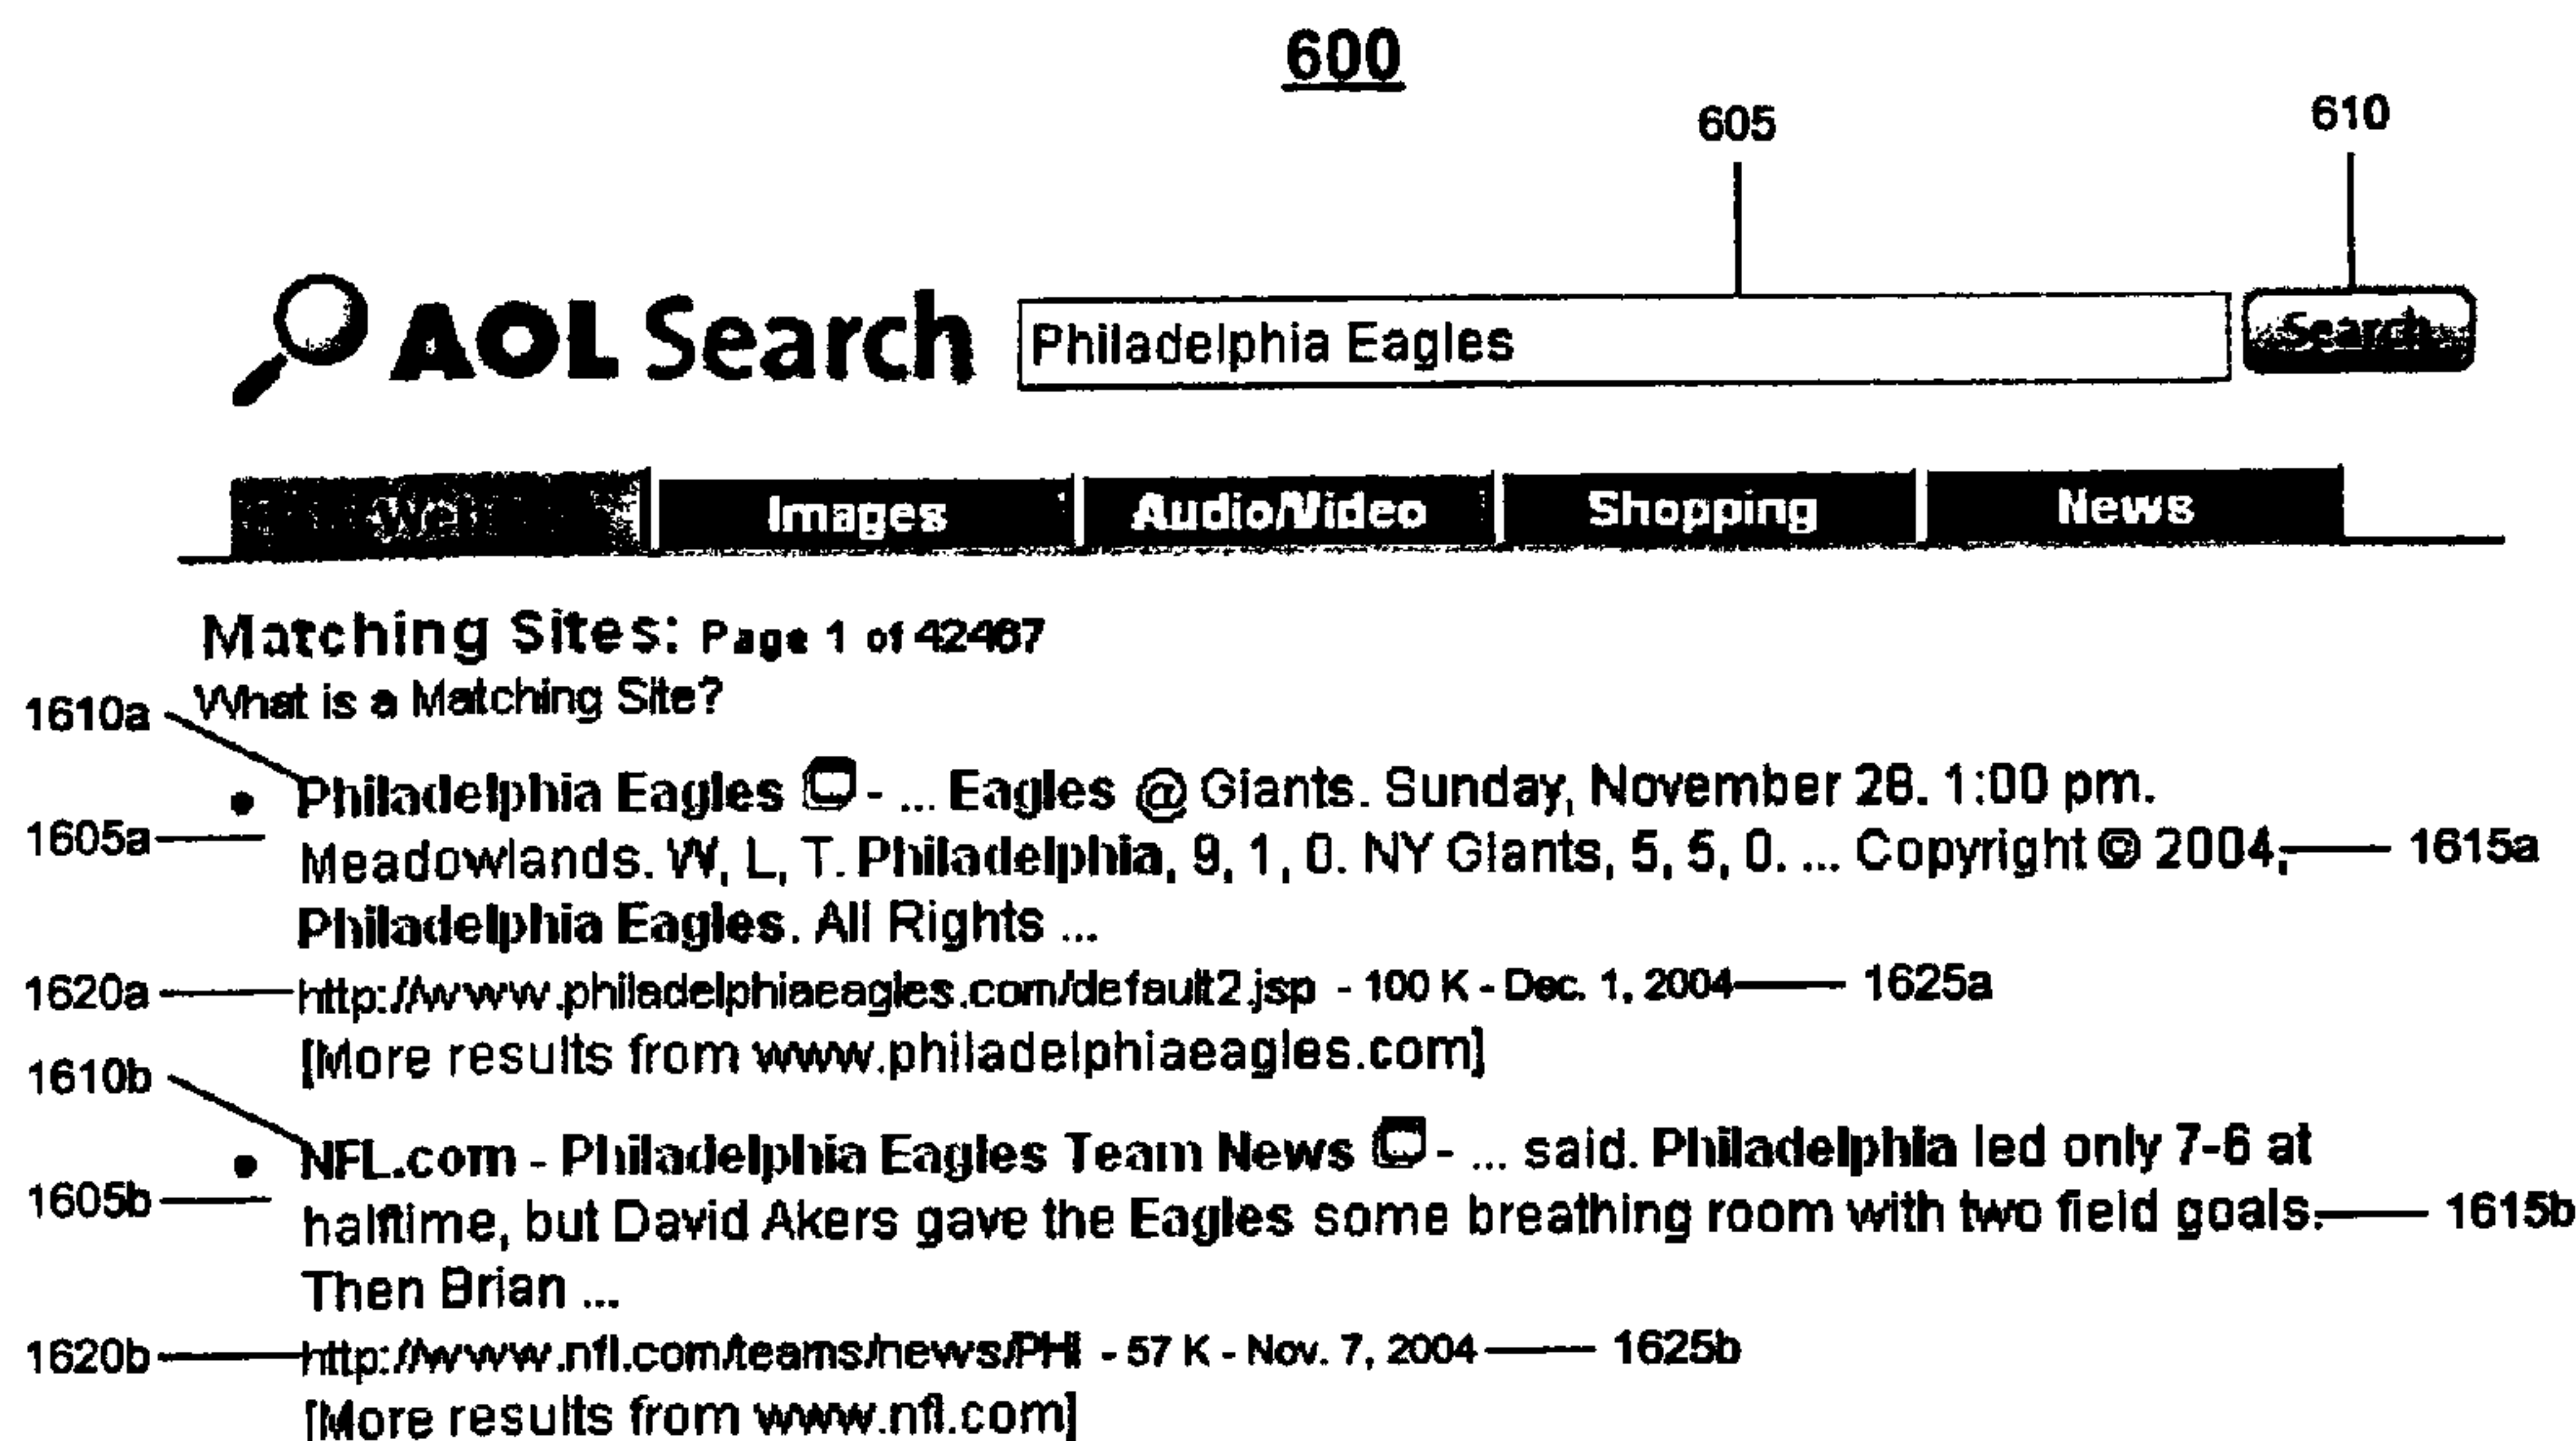 600
605
610
AOL Search
Philadelphia Eagles
Search
Web Images Audio/Video Shopping News
Matching Sites: Page 1 of 42467
What is a Matching Site?
1610a
• Philadelphia Eagles - ... Eagles @ Giants. Sunday, November 28. 1:00 pm.
1605a
Meadowlands. W, L, T. Philadelphia, 9, 1, 0. NY Giants, 5, 5, 0. ... Copyright © 2004, 1615a
Philadelphia Eagles. All Rights ...
1620a http://www.philadelphiaeagles.com/default2.jsp - 100 K - Dec. 1, 2004 1625a
[More results from www.philadelphiaeagles.com]
1610b
• NFL.com - Philadelphia Eagles Team News - ... said. Philadelphia led only 7-6 at
1605b
halftime, but David Akers gave the Eagles some breathing room with two field goals. 1615b
Then Brian ...
1620b http://www.nfl.com/teams/news/PHI - 57 K - Nov. 7, 2004 1625b
[More results from www.nfl.com]